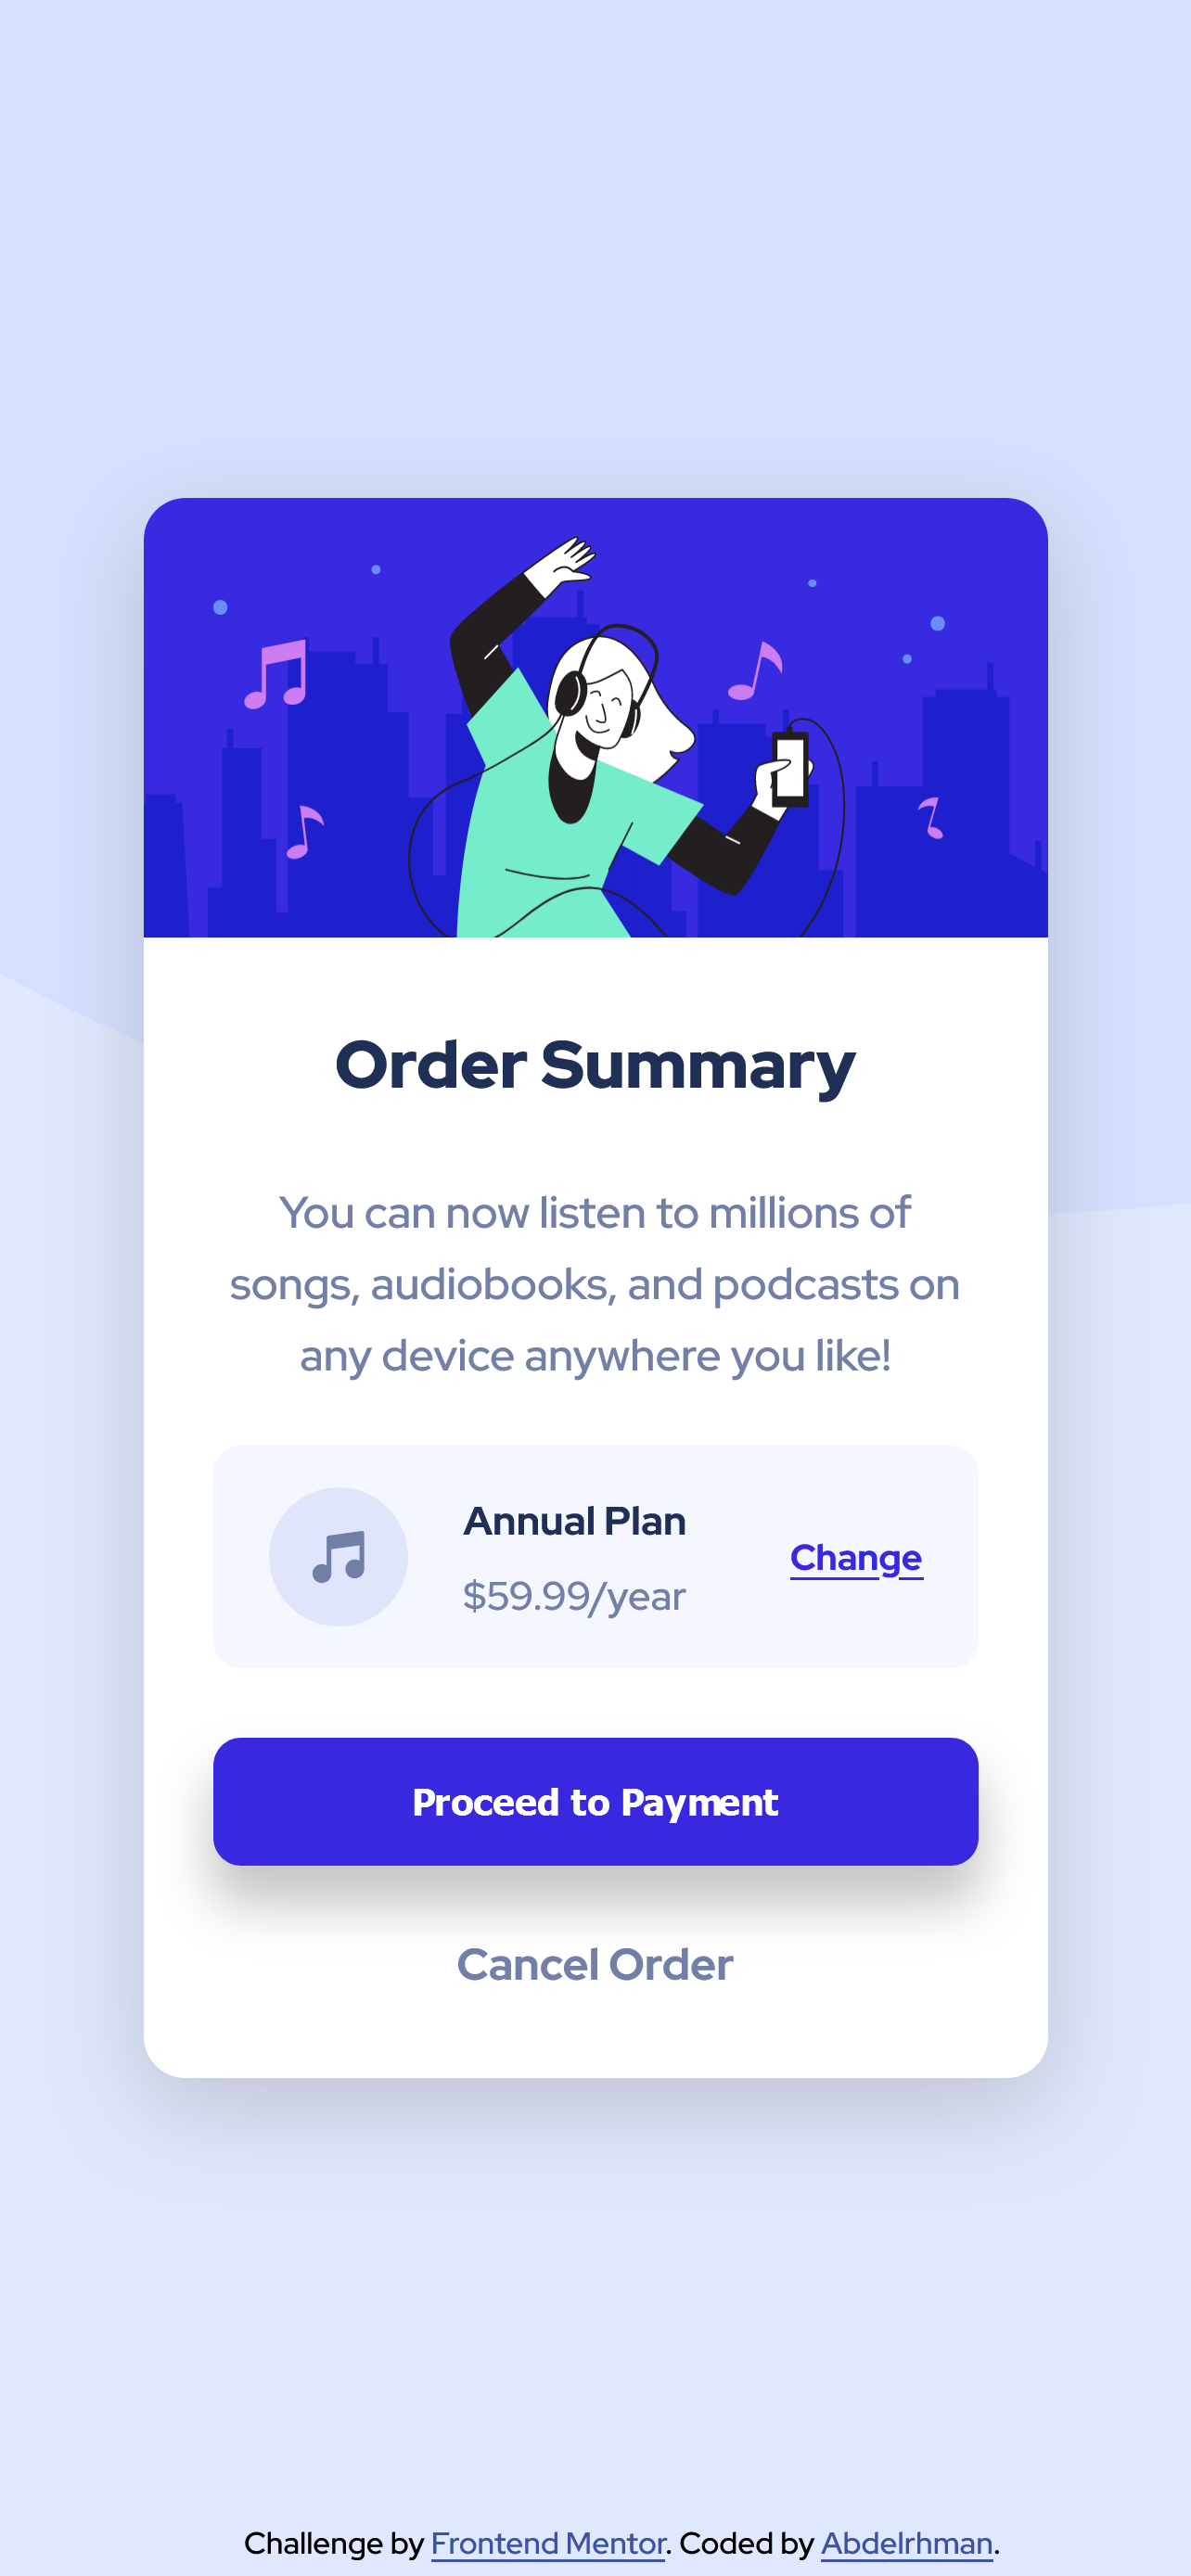 Order Summary
You can now listen to millions of
songs, audiobooks, and podcasts on
any device anywhere you like!
Annual Plan
$59.99/year
Change
Proceed to Payment
Cancel Order
Challenge by Frontend Mentor. Coded by Abdelrhman.